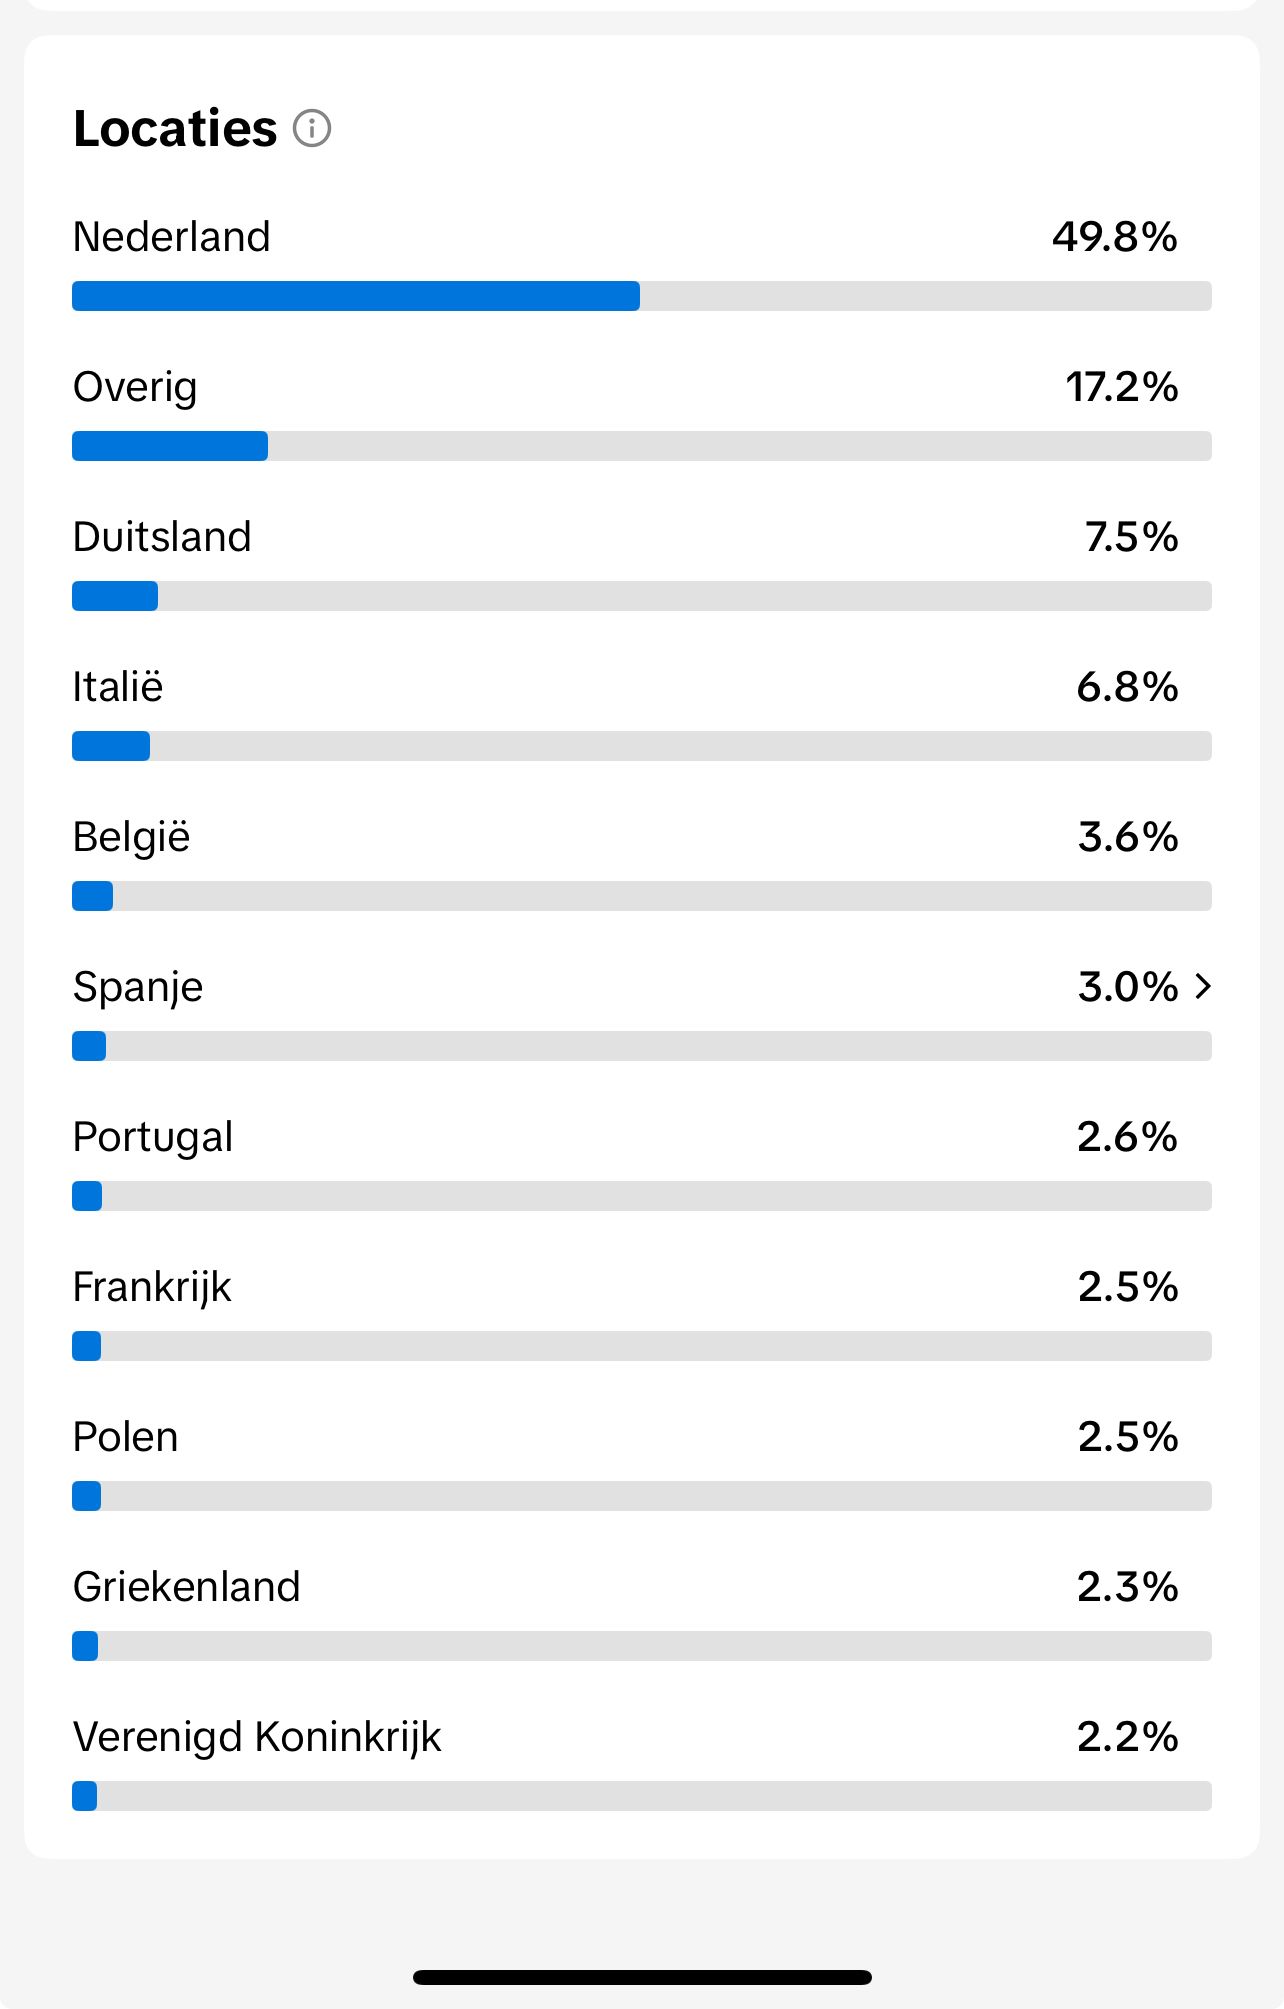 Locaties
Nederland 49.8%
Overig 17.2%
Duitsland 7.5%
Italië 6.8%
België 3.6%
Spanje 3.0%
Portugal 2.6%
Frankrijk 2.5%
Polen 2.5%
Griekenland 2.3%
Verenigd Koninkrijk 2.2%